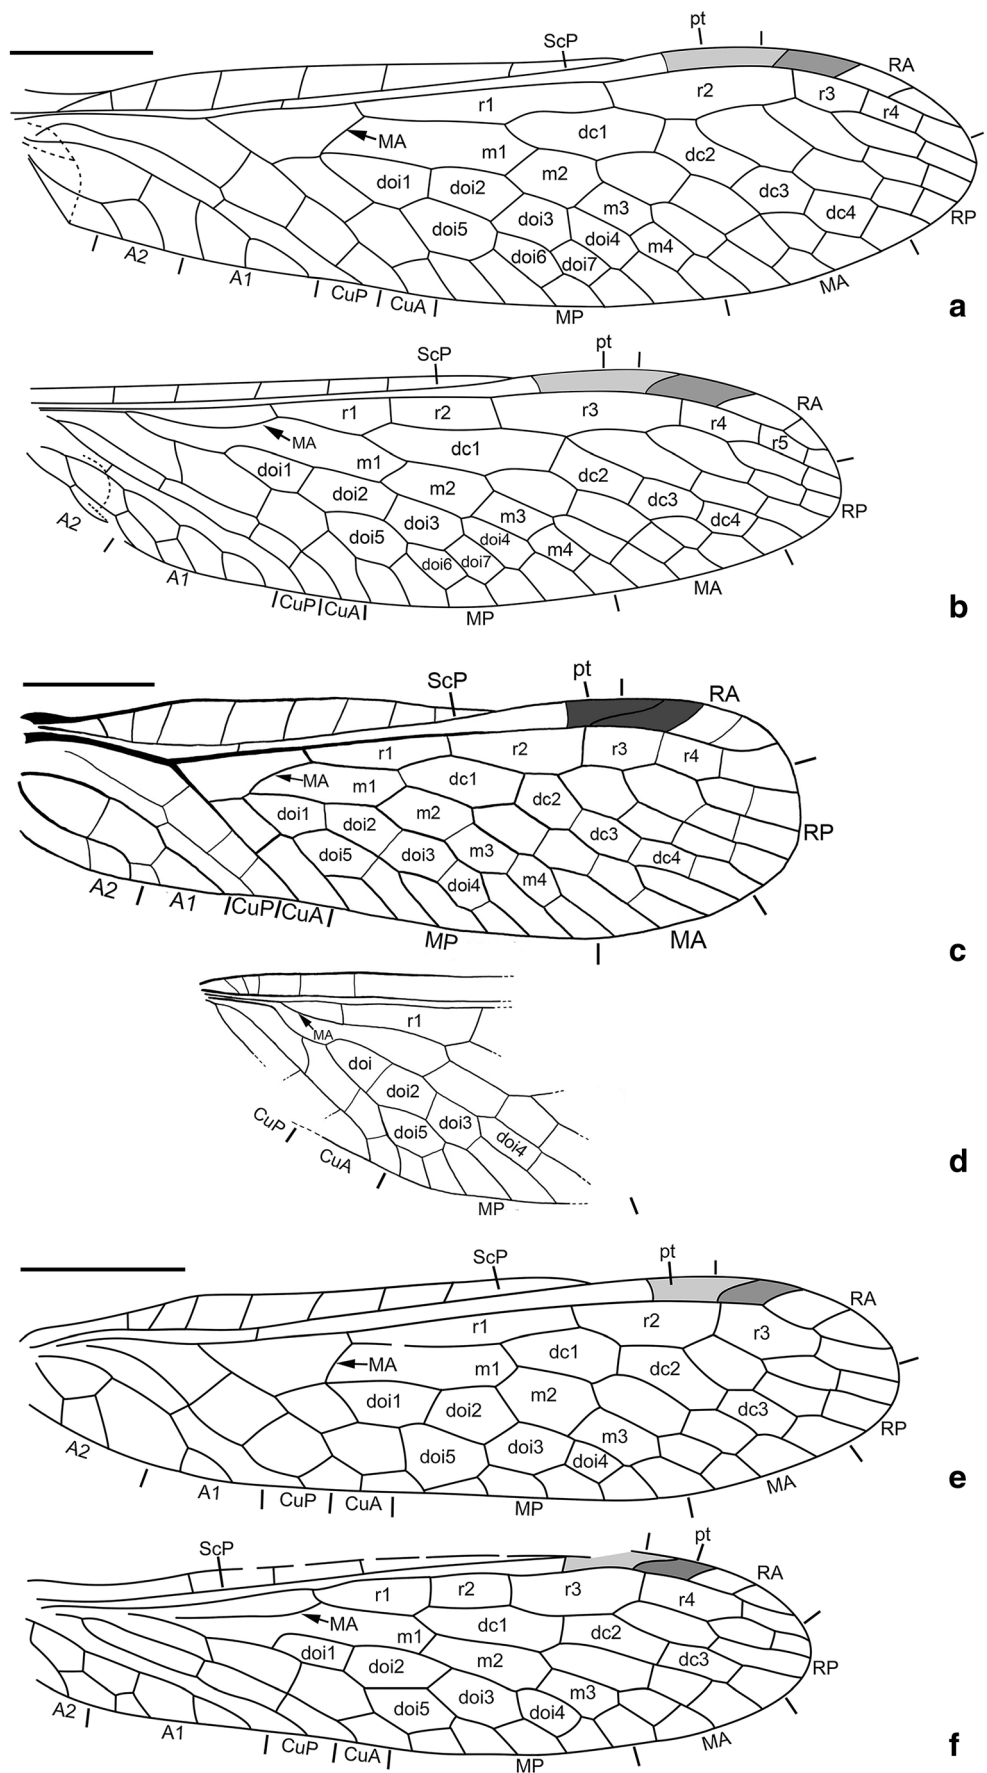 pt
ScP
RA
r1 r2 r3 r4
MA dc1
m1 dc2
doi1 doi2 m2 dc3
doi3 m3 dc4
doi5 doi4 m4 RP
doi6 doi7
A2 A1 CuP CuA MP MA
a
pt
ScP
RA
r1 r2 r3 r4 r5
MA dc1
m1 dc2
doi1 doi2 m2 dc3
doi3 m3 dc4 RP
doi5 doi4 m4
doi6 doi7
A2 A1 CuP CuA MP MA
b
pt
ScP RA
r1 r2 r3 r4
MA m1 dc1 dc2
doi1 doi2 m2 dc3 RP
doi5 doi3 m3 dc4
doi4 m4
A2 A1 CuP CuA MP MA
c
r1
MA
doi
doi2
doi5 doi3 doi4
CuP
CuA
MP
d
pt
ScP
RA
r1 r2 r3
MA m1 dc1 dc2
doi1 doi2 m2 dc3 RP
doi5 doi3 m3
doi4
A2 A1 CuP CuA MP MA
e
pt
ScP
RA
r1 r2 r3 r4
MA m1 dc1 dc2
doi1 doi2 m2 dc3 RP
doi5 doi3 m3
doi4
A2 A1 CuP CuA MP MA
f